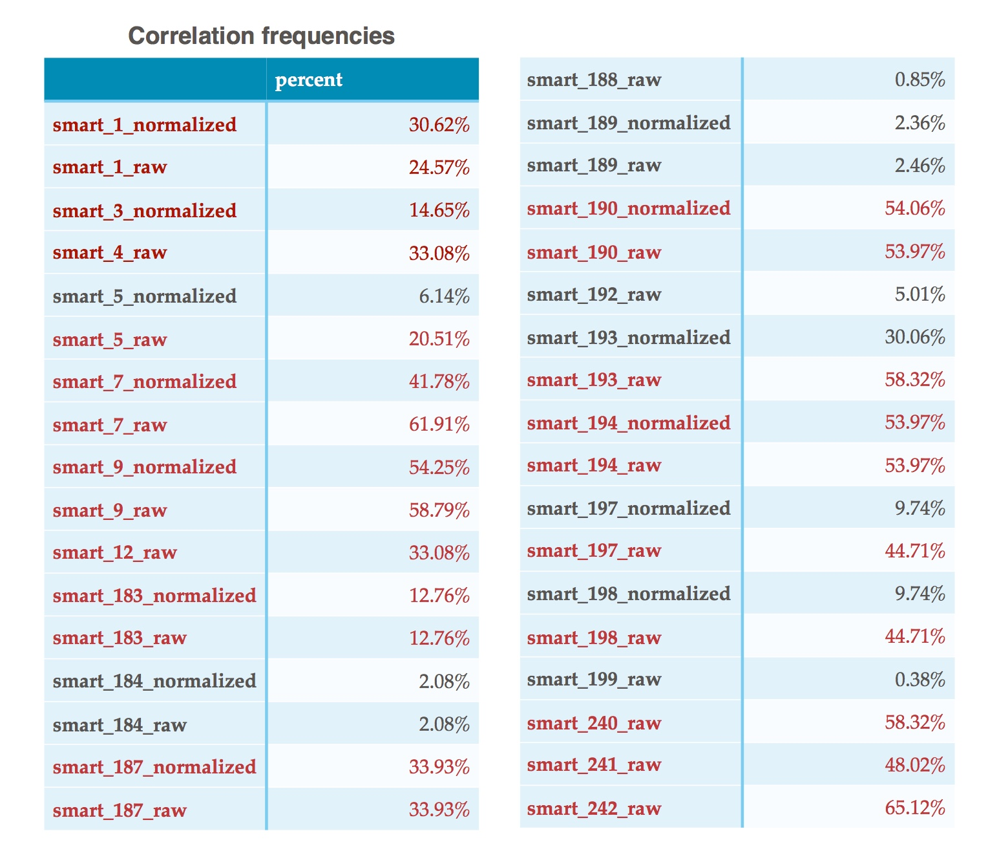 Correlation frequencies
percent
smart_1_normalized 30.62%
smart_1_raw 24.57%
smart_3_normalized 14.65%
smart_4_raw 33.08%
smart_5_normalized 6.14%
smart_5_raw 20.51%
smart_7_normalized 41.78%
smart_7_raw 61.91%
smart_9_normalized 54.25%
smart_9_raw 58.79%
smart_12_raw 33.08%
smart_183_normalized 12.76%
smart_183_raw 12.76%
smart_184_normalized 2.08%
smart_184_raw 2.08%
smart_187_normalized 33.93%
smart_187_raw 33.93%
smart_188_raw 0.85%
smart_189_normalized 2.36%
smart_189_raw 2.46%
smart_190_normalized 54.06%
smart_190_raw 53.97%
smart_192_raw 5.01%
smart_193_normalized 30.06%
smart_193_raw 58.32%
smart_194_normalized 53.97%
smart_194_raw 53.97%
smart_197_normalized 9.74%
smart_197_raw 44.71%
smart_198_normalized 9.74%
smart_198_raw 44.71%
smart_199_raw 0.38%
smart_240_raw 58.32%
smart_241_raw 48.02%
smart_242_raw 65.12%